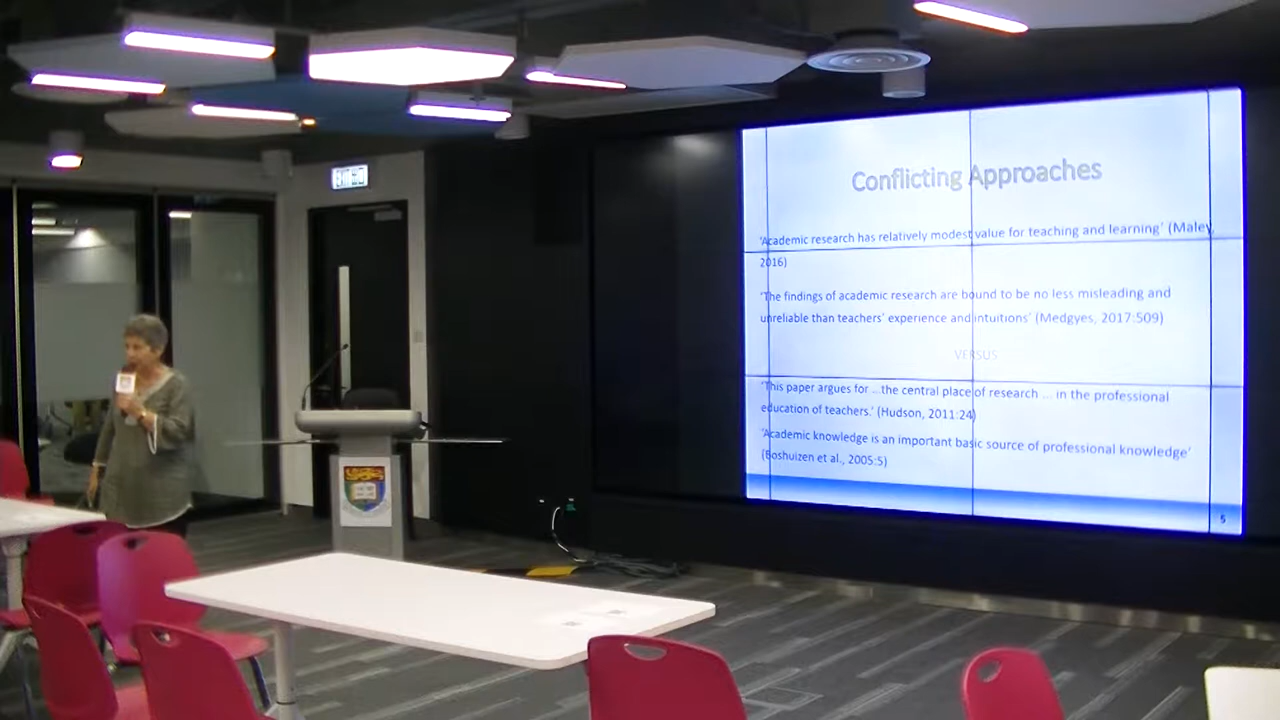 EXIT 出口
Conflicting Approaches
'Academic research has relatively modest value for teaching and learning' (Maley,
2016)
'The findings of academic research are bound to be no less misleading and
unreliable than teachers' experience and intuitions' (Medgyes, 2017:509)
VERSUS
'This paper argues for ...the central place of research ... in the professional
education of teachers.' (Hudson, 2011:24)
'Academic knowledge is an important basic source of professional knowledge'
(Boshuizen et al., 2005:5)
5